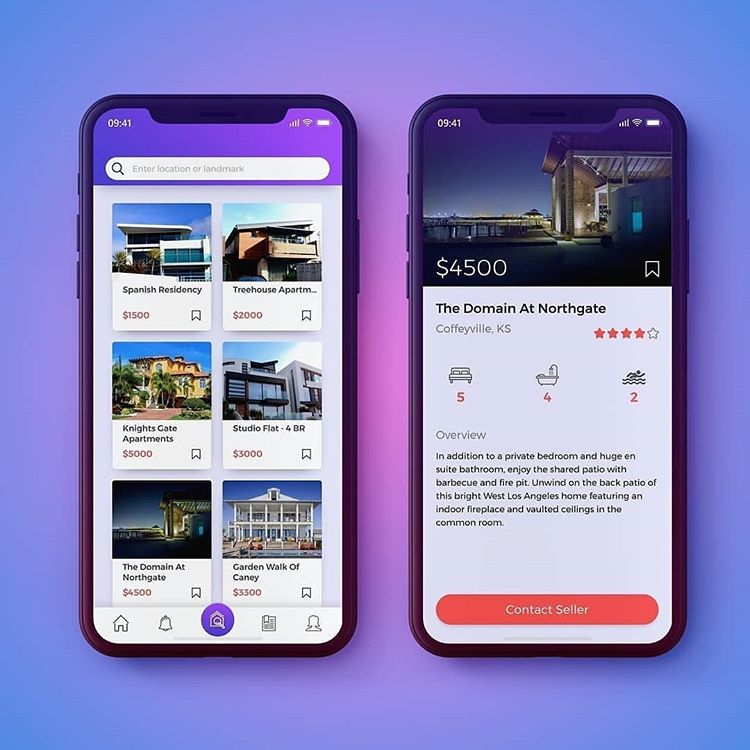 09:41
Enter location or landmark
Spanish Residency
$1500
Treehouse Apartm...
$2000
Knights Gate
Apartments
$5000
Studio Flat - 4 BR
$3000
The Domain At
Northgate
$4500
Garden Walk Of
Caney
$3300
09:41
$4500
The Domain At Northgate
Coffeyville, KS
5
4
2
Overview
In addition to a private bedroom and huge en
suite bathroom, enjoy the shared patio with
barbecue and fire pit. Unwind on the back patio of
this bright West Los Angeles home featuring an
indoor fireplace and vaulted ceilings in the
common room.
Contact Seller